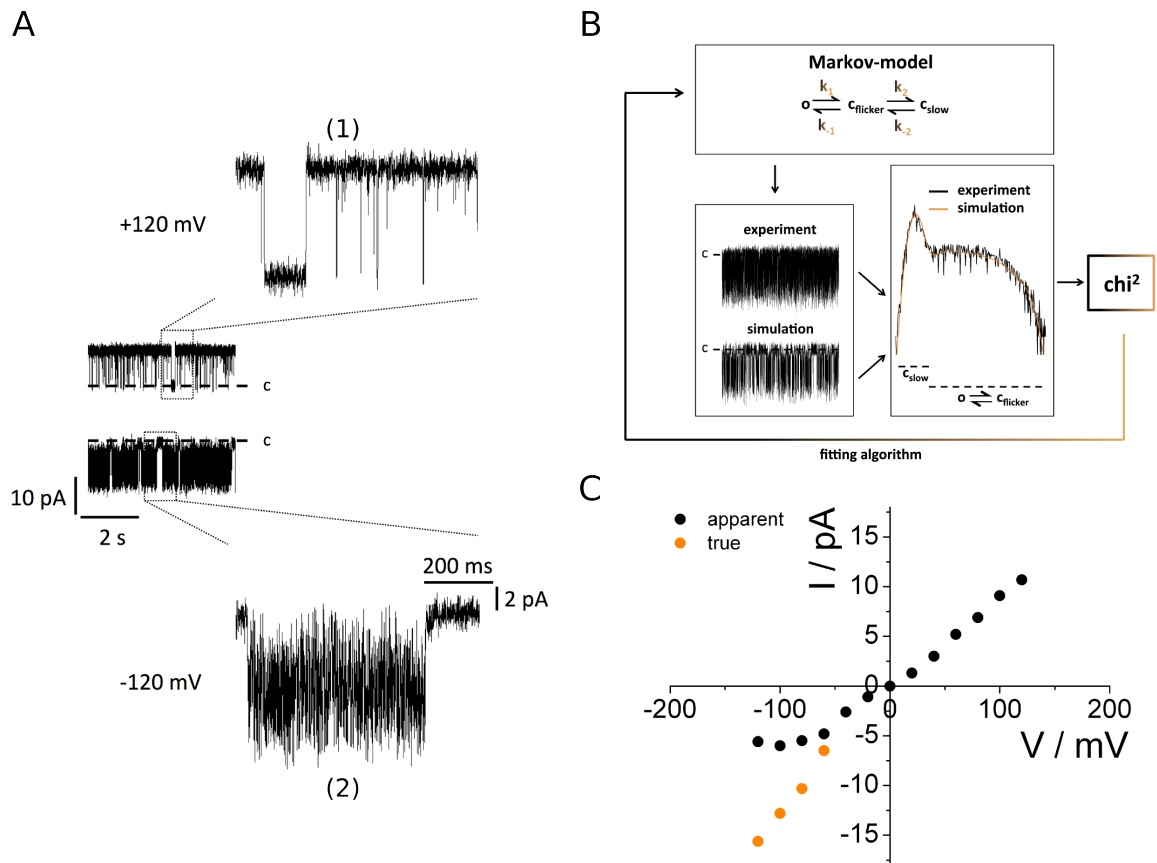 A
(1)
+120 mV
c
c
10 pA
2 s
200 ms
2 pA
-120 mV
(2)
B
Markov-model
k1 k2
o cflicker cslow
k-1 k-2
experiment
c
simulation
c
experiment
simulation
cslow
o cflicker
chi2
fitting algorithm
C
apparent
true
I / pA
15
10
5
0
-5
-10
-15
-200 -100 0 100 200
V / mV